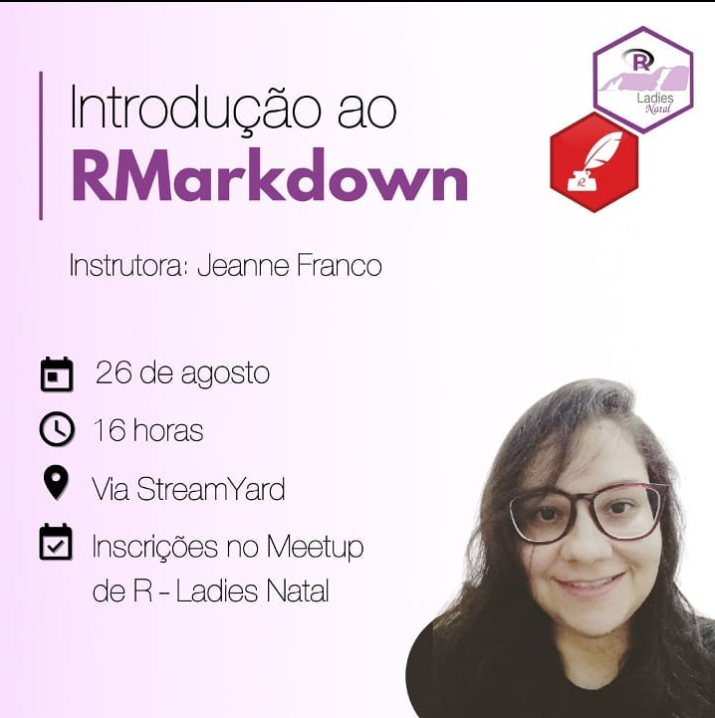 Introdução ao
RMarkdown
Instrutora: Jeanne Franco
26 de agosto
16 horas
Via StreamYard
Inscrições no Meetup
de R - Ladies Natal
R
Ladies
Natal
R